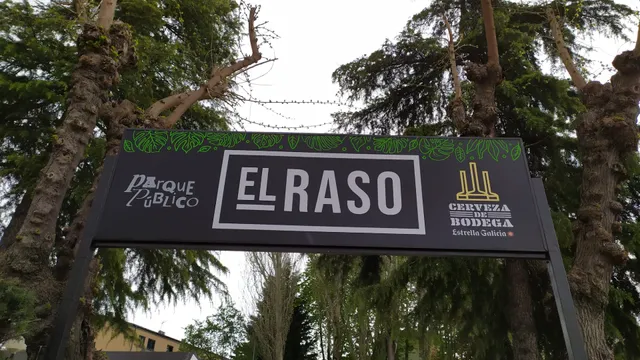 PARQUE
PÚBLICO
EL RASO
CERVEZA
DE
BODEGA
Estrella Galicia